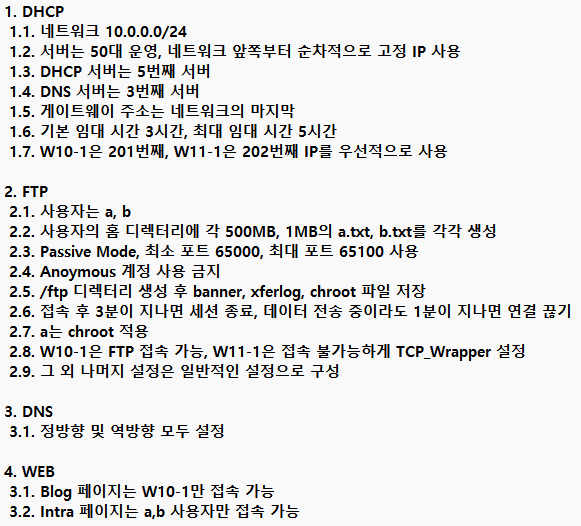 1. DHCP
1.1. 네트워크 10.0.0.0/24
1.2. 서버는 50대 운영, 네트워크 앞쪽부터 순차적으로 고정 IP 사용
1.3. DHCP 서버는 5번째 서버
1.4. DNS 서버는 3번째 서버
1.5. 게이트웨이 주소는 네트워크의 마지막
1.6. 기본 임대 시간 3시간, 최대 임대 시간 5시간
1.7. W10-1은 201번째, W11-1은 202번째 IP를 우선적으로 사용
2. FTP
2.1. 사용자는 a, b
2.2. 사용자의 홈 디렉터리에 각 500MB, 1MB의 a.txt, b.txt를 각각 생성
2.3. Passive Mode, 최소 포트 65000, 최대 포트 65100 사용
2.4. Anoymous 계정 사용 금지
2.5. /ftp 디렉터리 생성 후 banner, xferlog, chroot 파일 저장
2.6. 접속 후 3분이 지나면 세션 종료, 데이터 전송 중이라도 1분이 지나면 연결 끊기
2.7. a는 chroot 적용
2.8. W10-1은 FTP 접속 가능, W11-1은 접속 불가능하게 TCP_Wrapper 설정
2.9. 그 외 나머지 설정은 일반적인 설정으로 구성
3. DNS
3.1. 정방향 및 역방향 모두 설정
4. WEB
3.1. Blog 페이지는 W10-1만 접속 가능
3.2. Intra 페이지는 a,b 사용자만 접속 가능